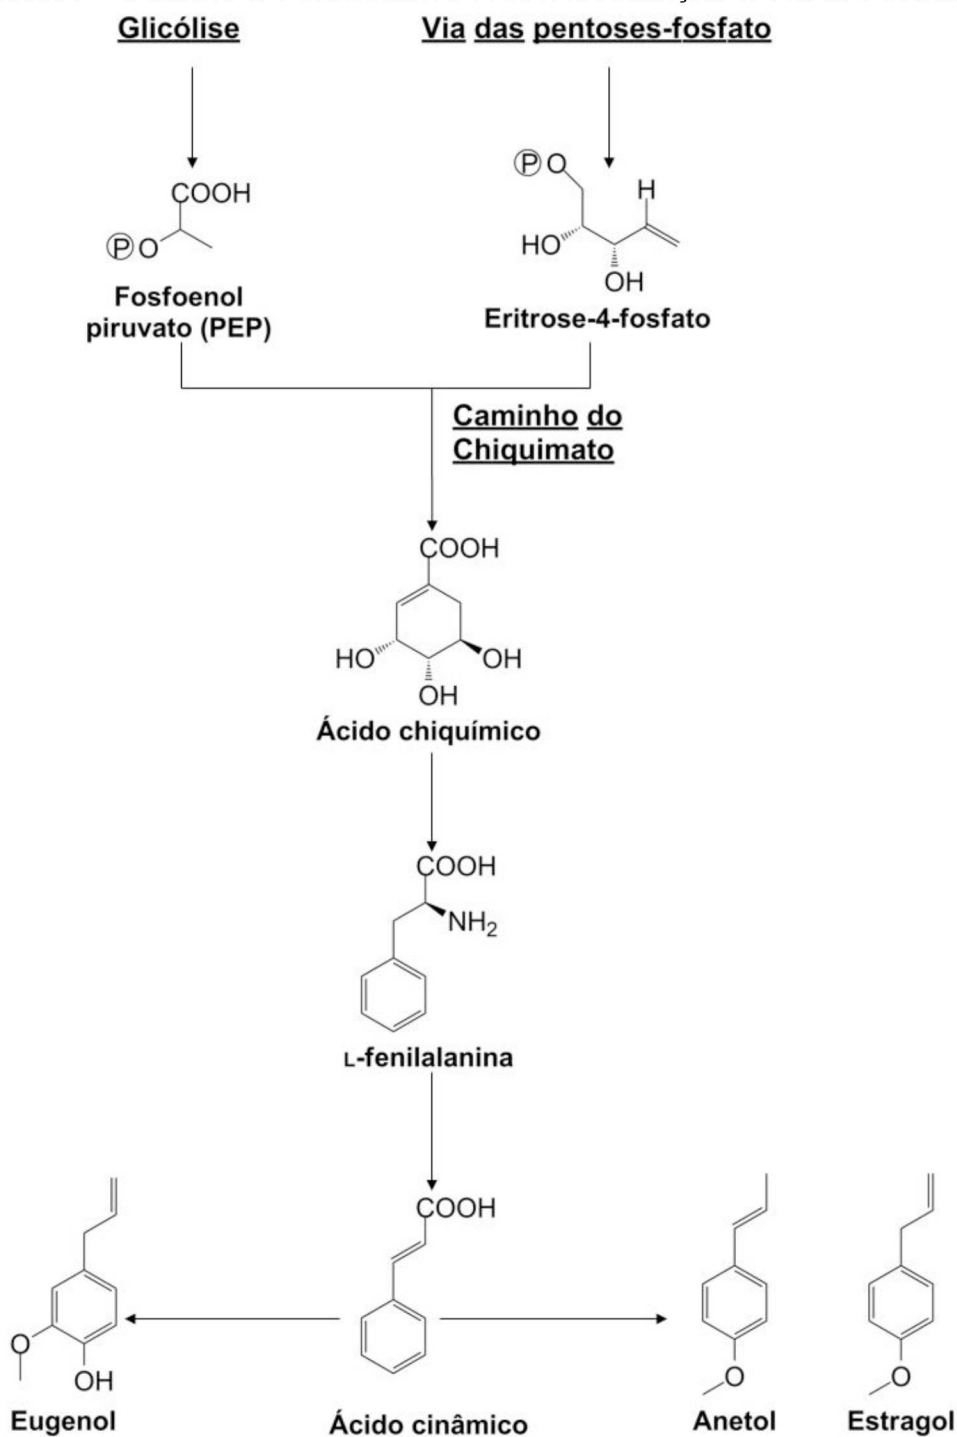 Glicólise
Via das pentoses-fosfato
COOH
P O
Fosfoenol
piruvato (PEP)
P O
H
HO
OH
Eritrose-4-fosfato
Caminho do
Chiquimato
COOH
HO
OH
OH
Ácido chiquímico
COOH
NH2
L-fenilalanina
COOH
O
OH
Eugenol
Ácido cinâmico
O
Anetol
O
Estragol